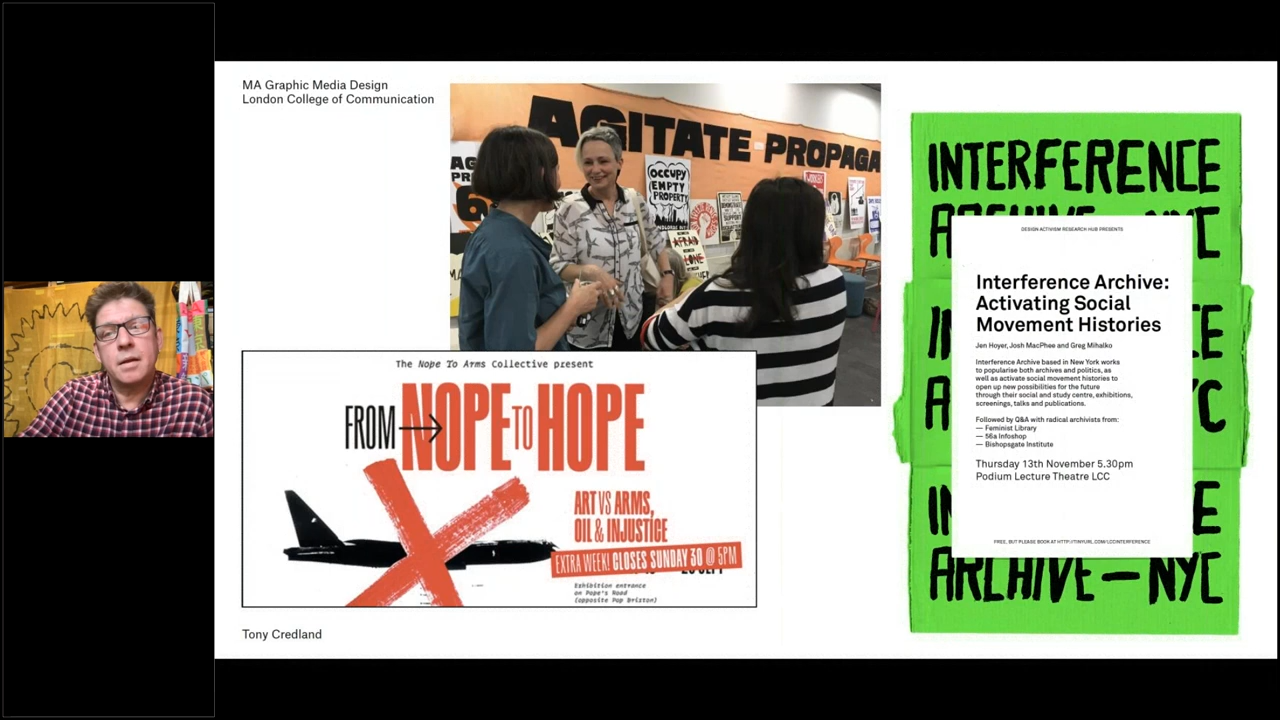 MA Graphic Media Design
London College of Communication
AGITATE PROPAGA
OCCUPY
EMPTY
PROPERTY
AFRAID
The Nope To Arms Collective present
FROM NOPE TO HOPE
ART VS ARMS,
OIL & INJUSTICE
EXTRA WEEK! CLOSES SUNDAY 30 @ 5PM
Exhibition entrance
on Pope's Road
(opposite Pop Brixton)
Tony Credland
INTERFERENCE
ARCHIVE - NYC
DESIGN ACTIVISM RESEARCH HUB PRESENTS
Interference Archive:
Activating Social
Movement Histories
Jen Hoyer, Josh MacPhee and Greg Mihalko
Interference Archive based in New York works
to popularise both archives and politics, as
well as activate social movement histories to
open up new possibilities for the future
through their social and study centre, exhibitions,
screenings, talks and publications.
Followed by Q&A with radical archivists from:
— Feminist Library
— 56a Infoshop
— Bishopsgate Institute
Thursday 13th November 5.30pm
Podium Lecture Theatre LCC
FREE, BUT PLEASE BOOK AT HTTP://TINYURL.COM/LCCINTERFERENCE
ARCHIVE – NYC